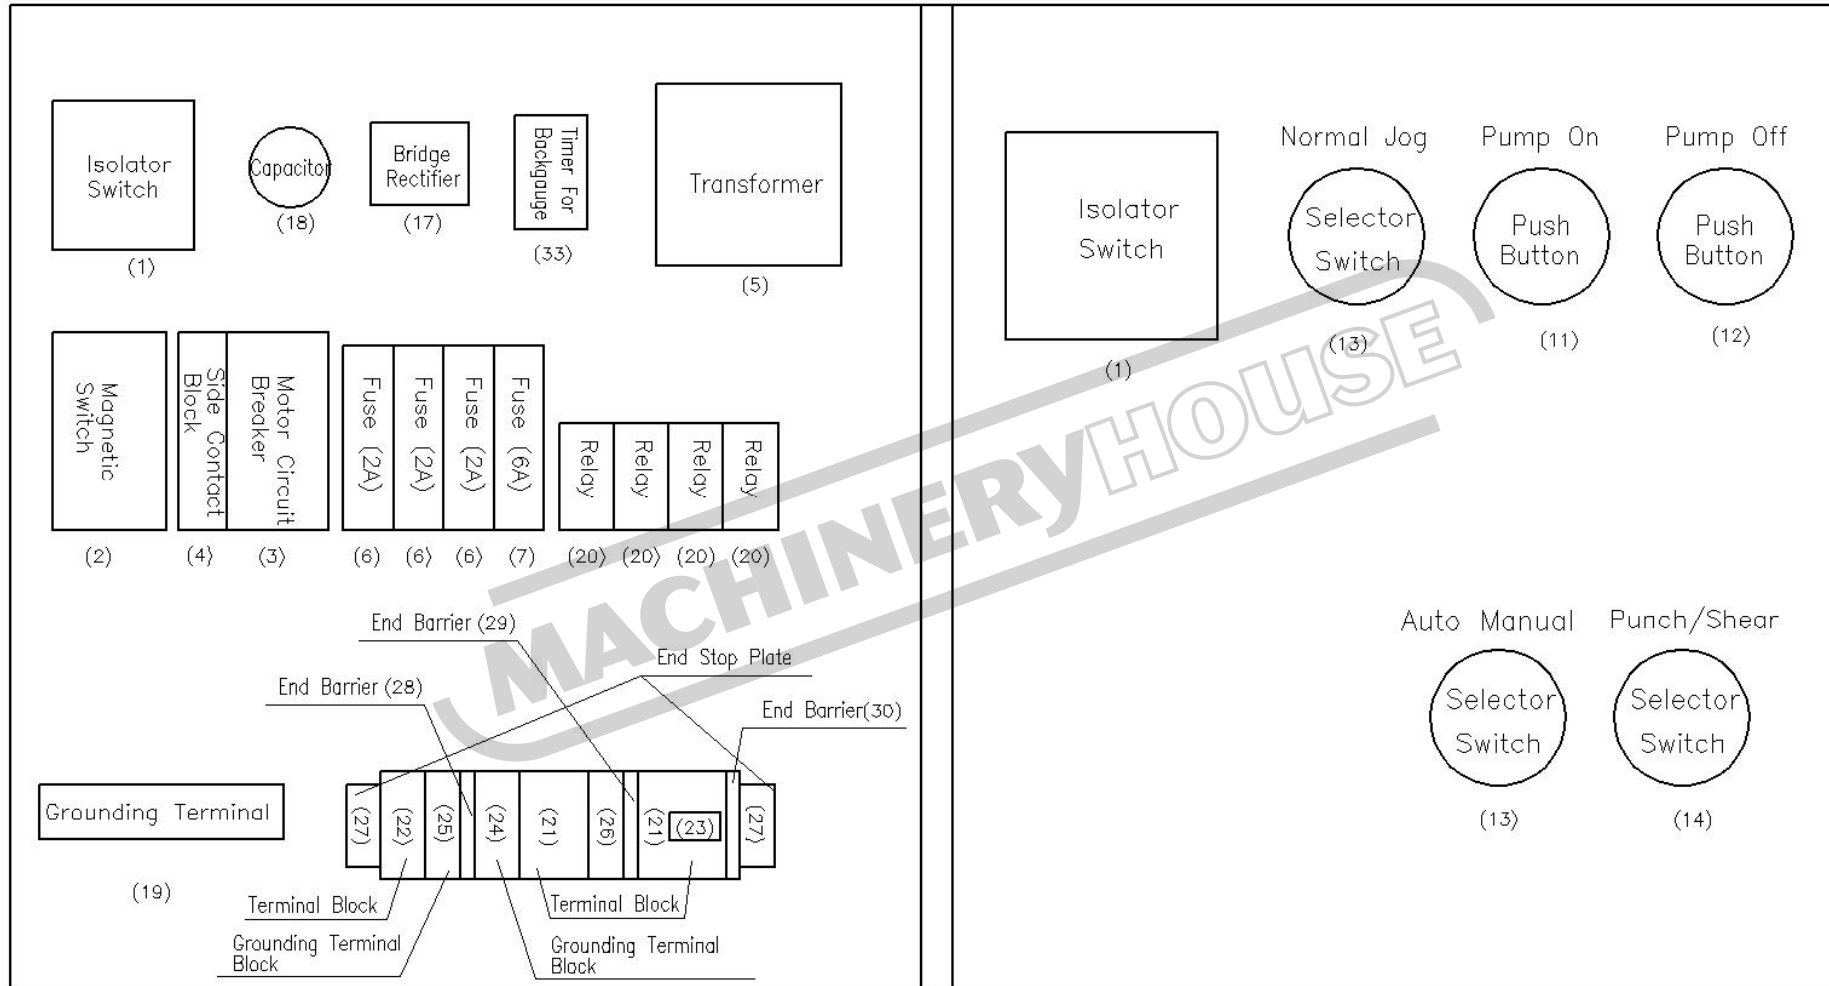 Isolator
Switch
(1)
Capacitor
(18)
Bridge
Rectifier
(17)
Timer For
Backgauge
(33)
Transformer
(5)
Magnetic
Switch
(2)
Side Contact
Block
(4)
Motor Circuit
Breaker
(3)
Fuse (2A)
(6)
Fuse (2A)
(6)
Fuse (2A)
(6)
Fuse (6A)
(7)
Relay
(20)
Relay
(20)
Relay
(20)
Relay
(20)
End Barrier (29)
End Stop Plate
End Barrier (28)
End Barrier(30)
Grounding Terminal
(19)
(27)
(22)
(25)
(24)
(21)
(26)
(21)
(23)
(27)
Terminal Block
Terminal Block
Grounding Terminal
Block
Grounding Terminal
Block
Isolator
Switch
(1)
Normal Jog
Selector
Switch
(13)
Pump On
Push
Button
(11)
Pump Off
Push
Button
(12)
Auto Manual
Selector
Switch
(13)
Punch/Shear
Selector
Switch
(14)
MACHINERYHOUSE